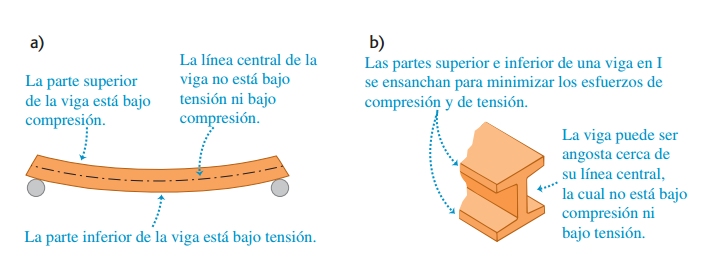 a)
La parte superior
de la viga está bajo
compresión.
La línea central de la
viga no está bajo
tensión ni bajo
compresión.
La parte inferior de la viga está bajo tensión.
b)
Las partes superior e inferior de una viga en I
se ensanchan para minimizar los esfuerzos de
compresión y de tensión.
La viga puede ser
angosta cerca de
su línea central,
la cual no está bajo
compresión ni
bajo tensión.